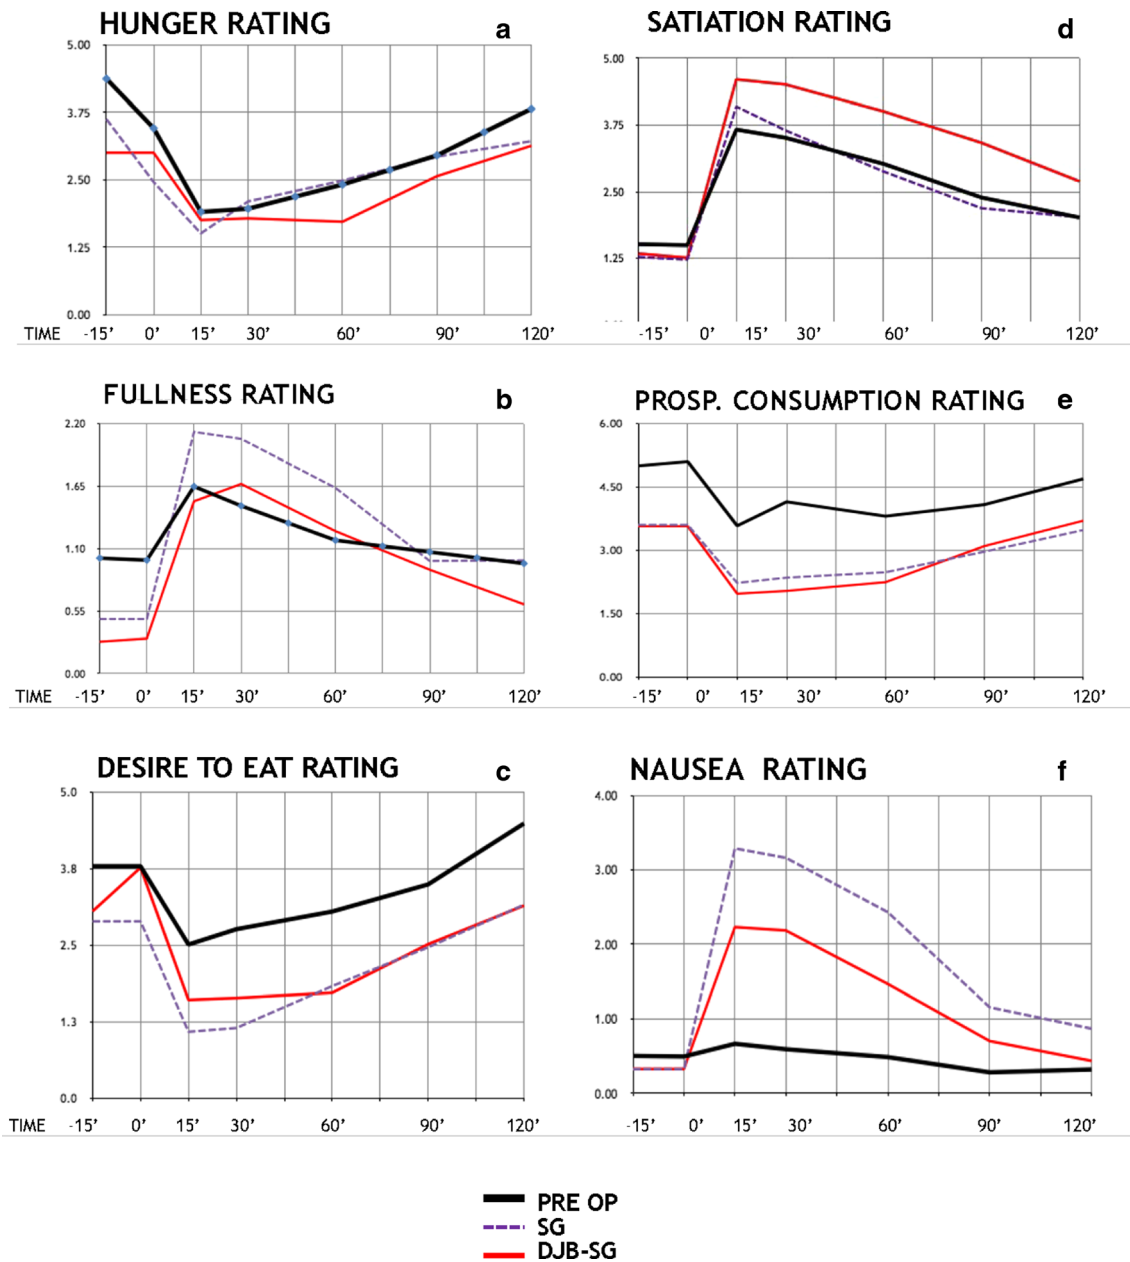 HUNGER RATING a
5.00
3.75
2.50
1.25
0.00
TIME -15’ 0’ 15’ 30’ 60’ 90’ 120’
SATIATION RATING d
5.00
3.75
2.50
1.25
-15’ 0’ 15’ 30’ 60’ 90’ 120’
FULLNESS RATING b
2.20
1.65
1.10
0.55
0.00
TIME -15’ 0’ 15’ 30’ 60’ 90’ 120’
PROSP. CONSUMPTION RATING e
6.00
4.50
3.00
1.50
0.00
-15’ 0’ 15’ 30’ 60’ 90’ 120’
DESIRE TO EAT RATING c
5.0
3.8
2.5
1.3
0.0
TIME -15’ 0’ 15’ 30’ 60’ 90’ 120’
NAUSEA RATING f
4.00
3.00
2.00
1.00
0.00
-15’ 0’ 15’ 30’ 60’ 90’ 120’
PRE OP
SG
DJB-SG